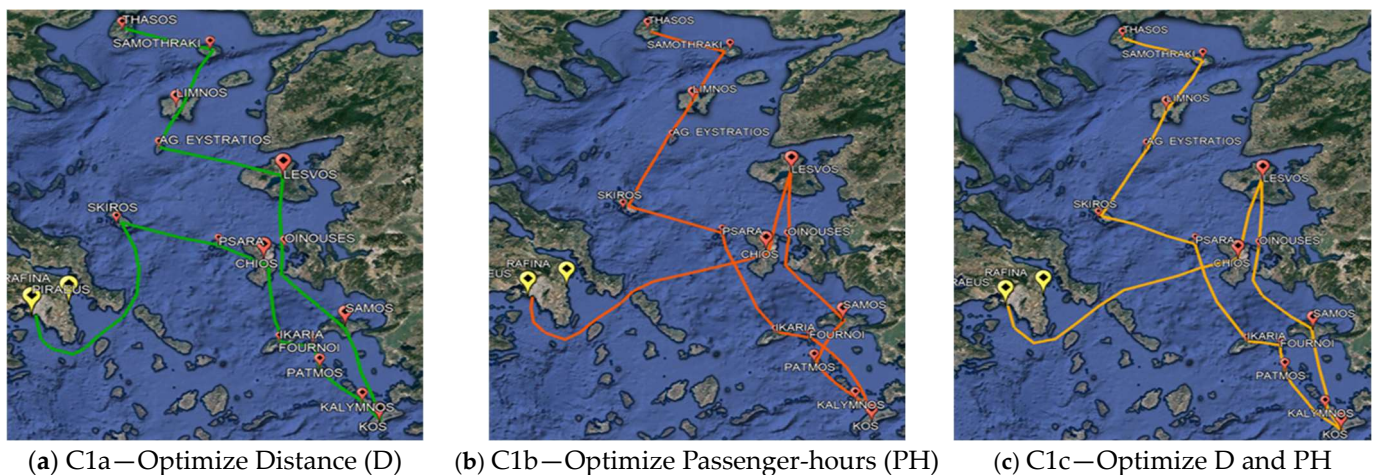 THASOS
SAMOTHRAKI
LIMNOS
AG EYSTRATIOS
LESVOS
SKIROS
PSARA
OINOUSES
CHIOS
RAFINA
PIRAEUS
SAMOS
IKARIA
FOURNOI
PATMOS
KALYMNOS
KOS
(a) C1a—Optimize Distance (D)
THASOS
SAMOTHRAKI
LIMNOS
AG EYSTRATIOS
LESVOS
SKIROS
PSARA
OINOUSES
CHIOS
RAFINA
EUS
SAMOS
IKARIA
FOURNOI
PATMOS
KALYMNOS
KOS
(b) C1b—Optimize Passenger-hours (PH)
THASOS
SAMOTHRAKI
LIMNOS
AG EYSTRATIOS
LESVOS
SKIROS
PSARA
OINOUSES
CHIOS
RAFINA
RAEUS
SAMOS
IKARIA
FOURNOI
PATMOS
KALYMNOS
KOS
(c) C1c—Optimize D and PH